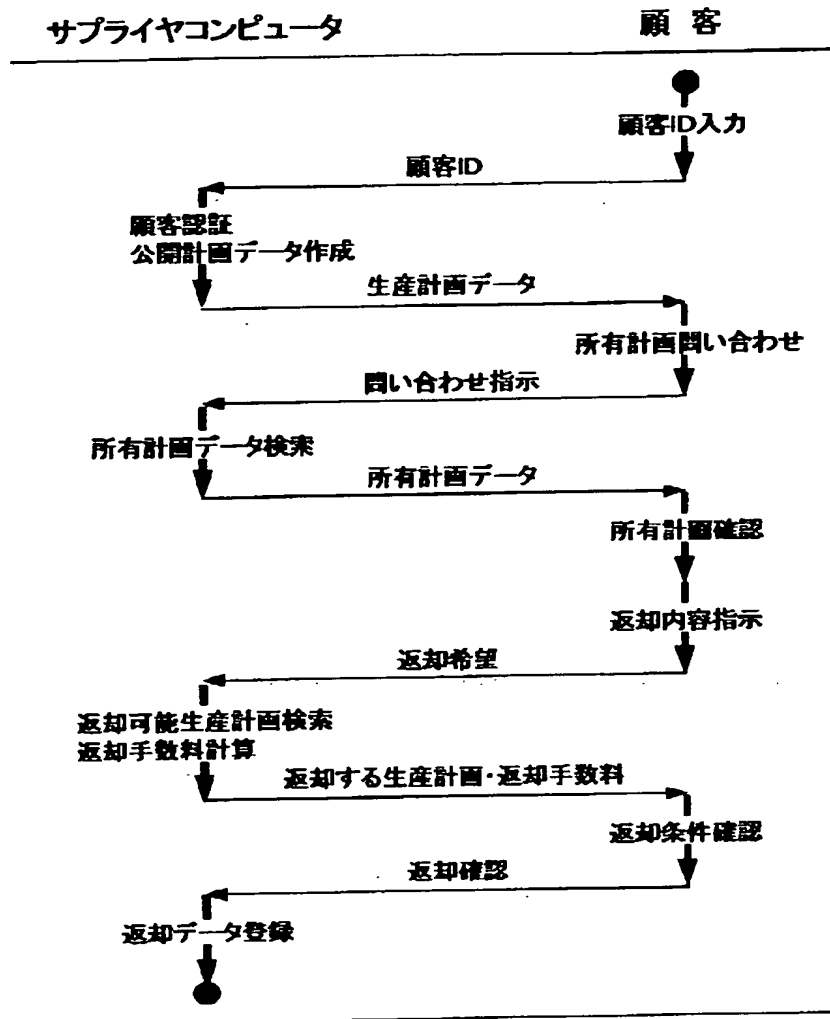 サプライヤコンピュータ
顧 客
顧客ID入力
顧客ID
顧客認証
公開計画データ作成
生産計画データ
所有計画問い合わせ
問い合わせ指示
所有計画データ検索
所有計画データ
所有計画確認
返却内容指示
返却希望
返却可能生産計画検索
返却手数料計算
返却する生産計画・返却手数料
返却条件確認
返却確認
返却データ登録